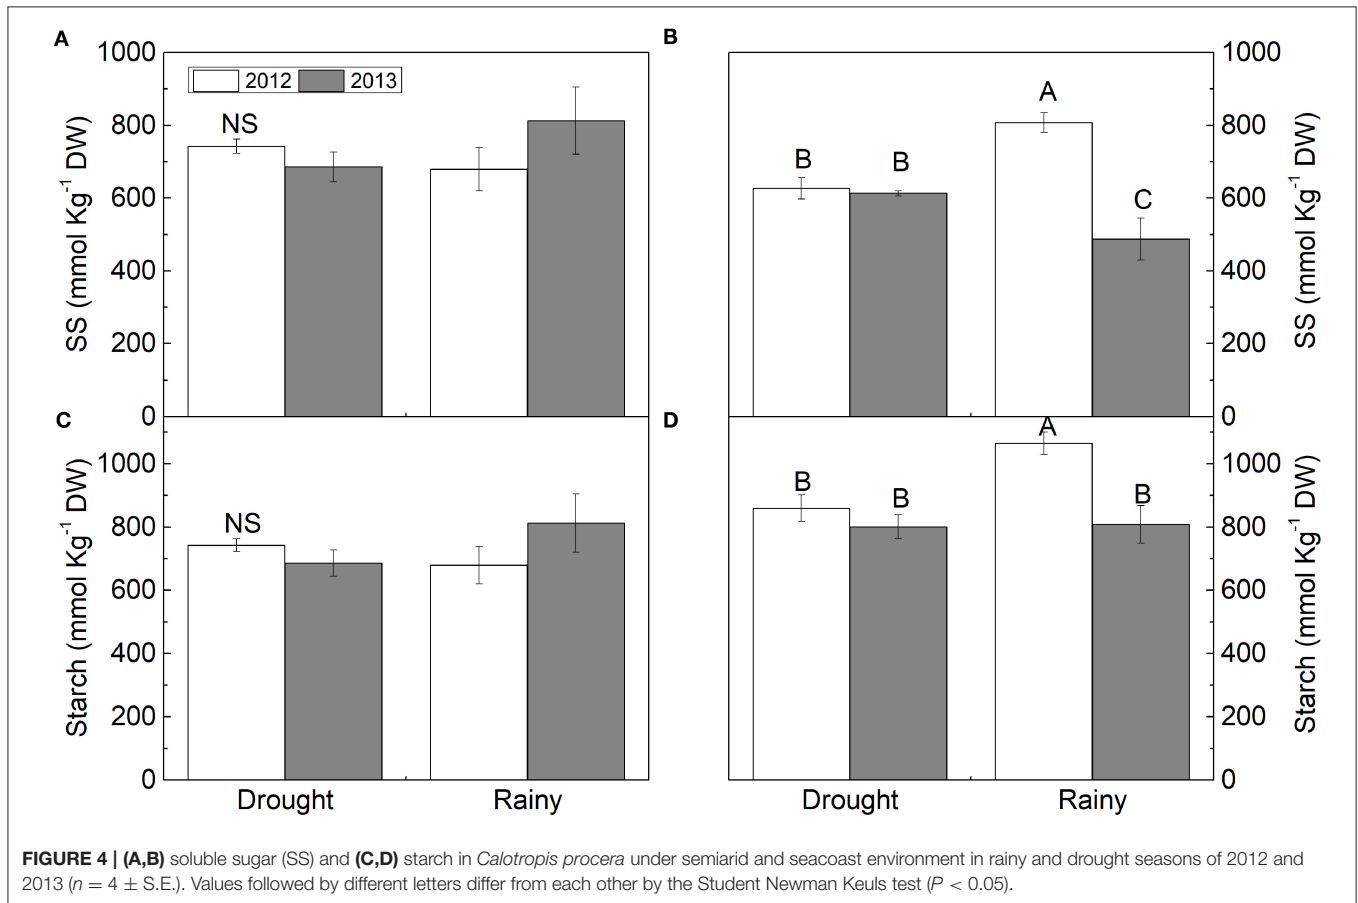 A
B
1000
800
600
400
200
0
SS (mmol Kg⁻¹ DW)
2012 2013
NS
B
B
A
C
1000
800
600
400
200
0
SS (mmol Kg⁻¹ DW)
C
D
1000
800
600
400
200
0
Starch (mmol Kg⁻¹ DW)
NS
Drought Rainy
B
B
A
B
1000
800
600
400
200
0
Starch (mmol Kg⁻¹ DW)
Drought Rainy
FIGURE 4 | (A,B) soluble sugar (SS) and (C,D) starch in Calotropis procera under semiarid and seacoast environment in rainy and drought seasons of 2012 and
2013 (n = 4 ± S.E.). Values followed by different letters differ from each other by the Student Newman Keuls test (P < 0.05).